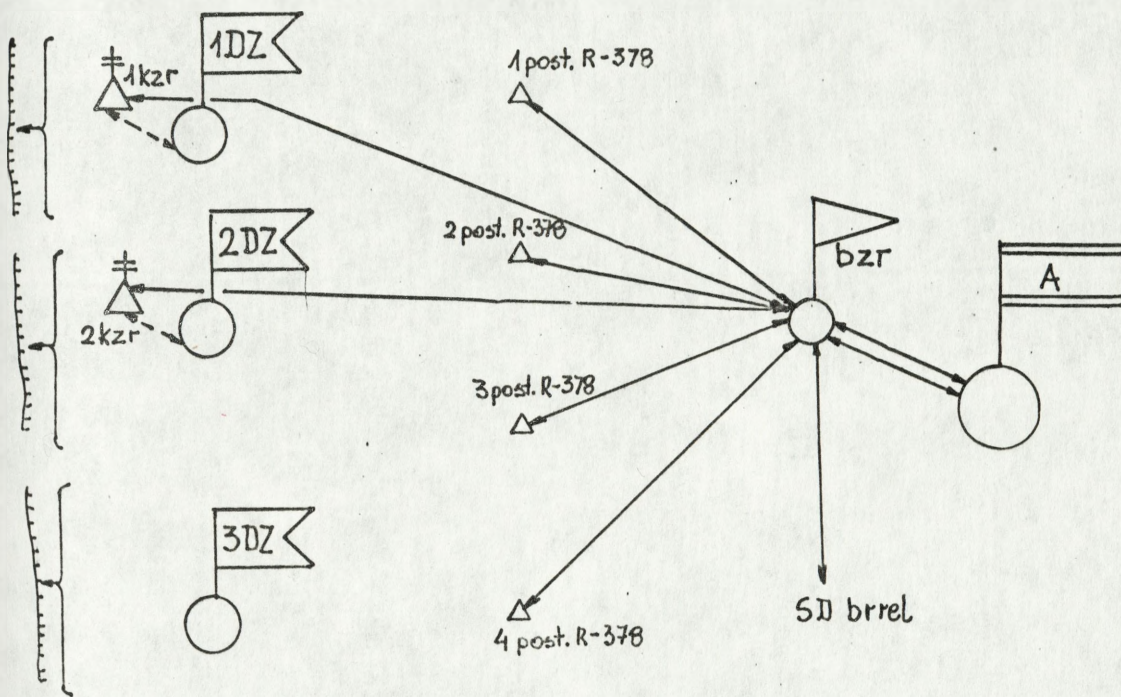 1DZ
1kzr
1 post. R-378
2DZ
2 post. R-378
bzr
A
2kzr
3 post. R-378
3DZ
SD brrel
4 post. R-378